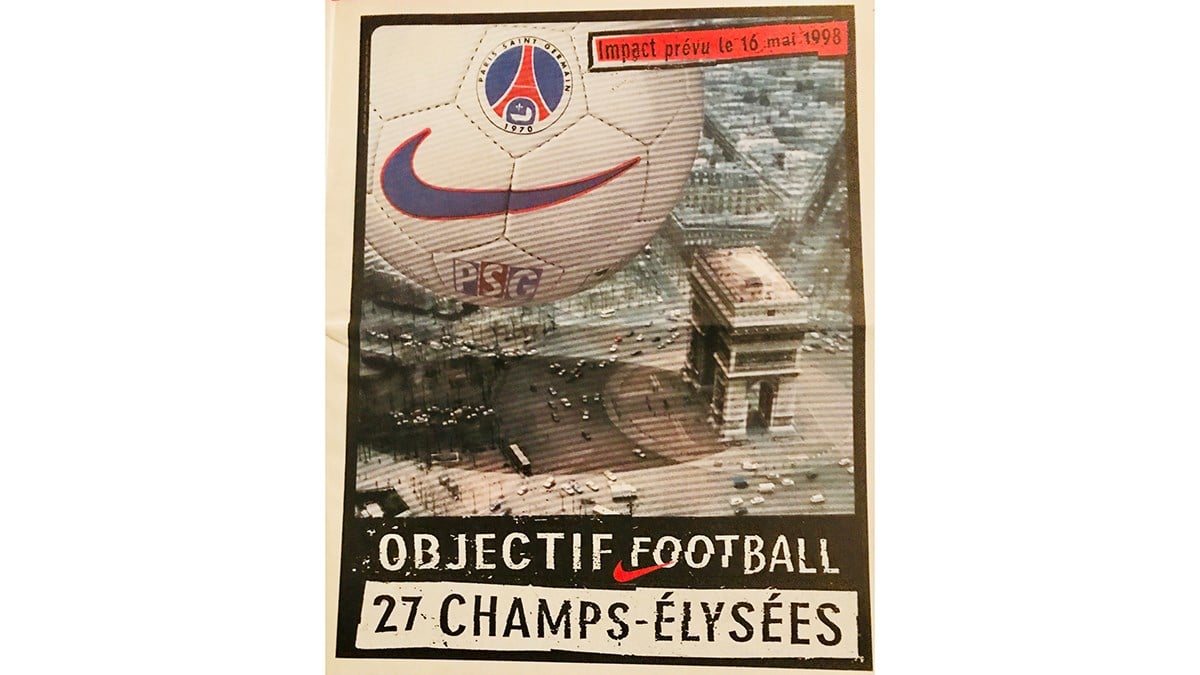 Impact prévu le 16 mai 1998
PARIS SAINT GERMAIN
1970
PSG
OBJECTIF FOOTBALL
27 CHAMPS-ÉLYSÉES